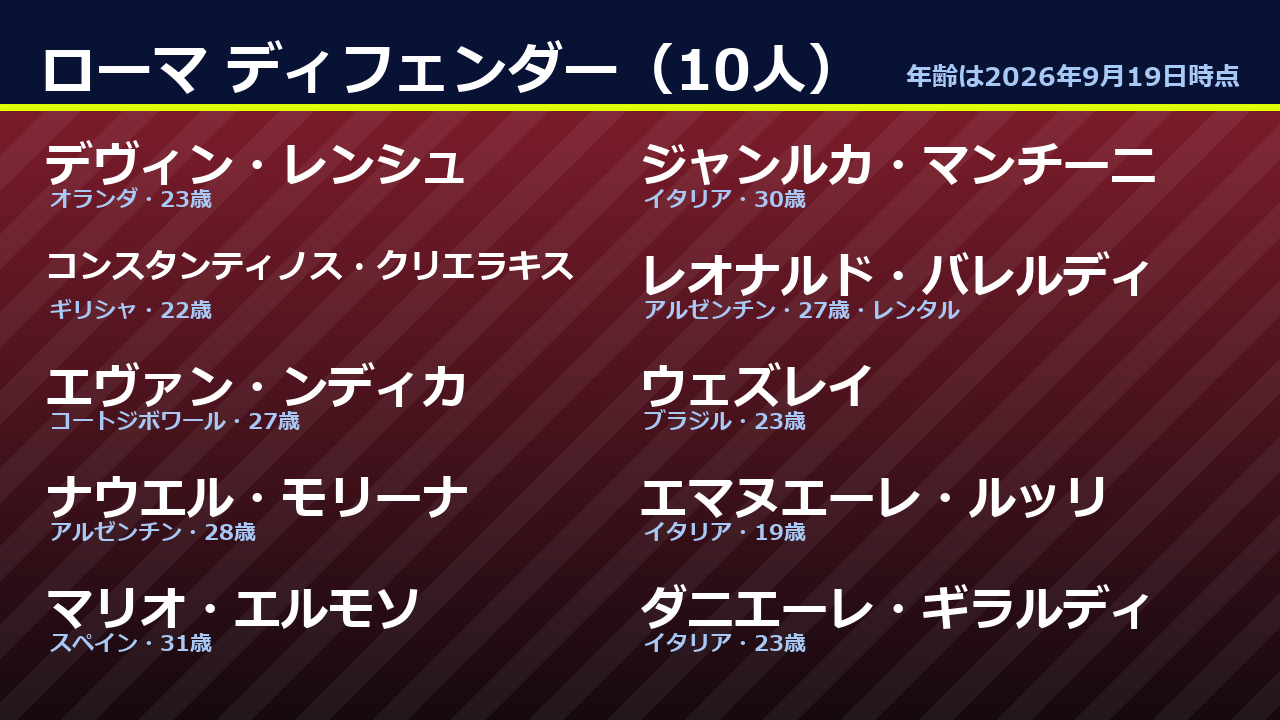 ローマ ディフェンダー（10人）
年齢は2026年9月19日時点
デヴィン・レンシュ
オランダ・23歳
ジャンルカ・マンチーニ
イタリア・30歳
コンスタンティノス・クリエラキス
ギリシャ・22歳
レオナルド・バレルディ
アルゼンチン・27歳・レンタル
エヴァン・ンディカ
コートジボワール・27歳
ウェズレイ
ブラジル・23歳
ナウエル・モリーナ
アルゼンチン・28歳
エマヌエーレ・ルッリ
イタリア・19歳
マリオ・エルモソ
スペイン・31歳
ダニエーレ・ギラルディ
イタリア・23歳